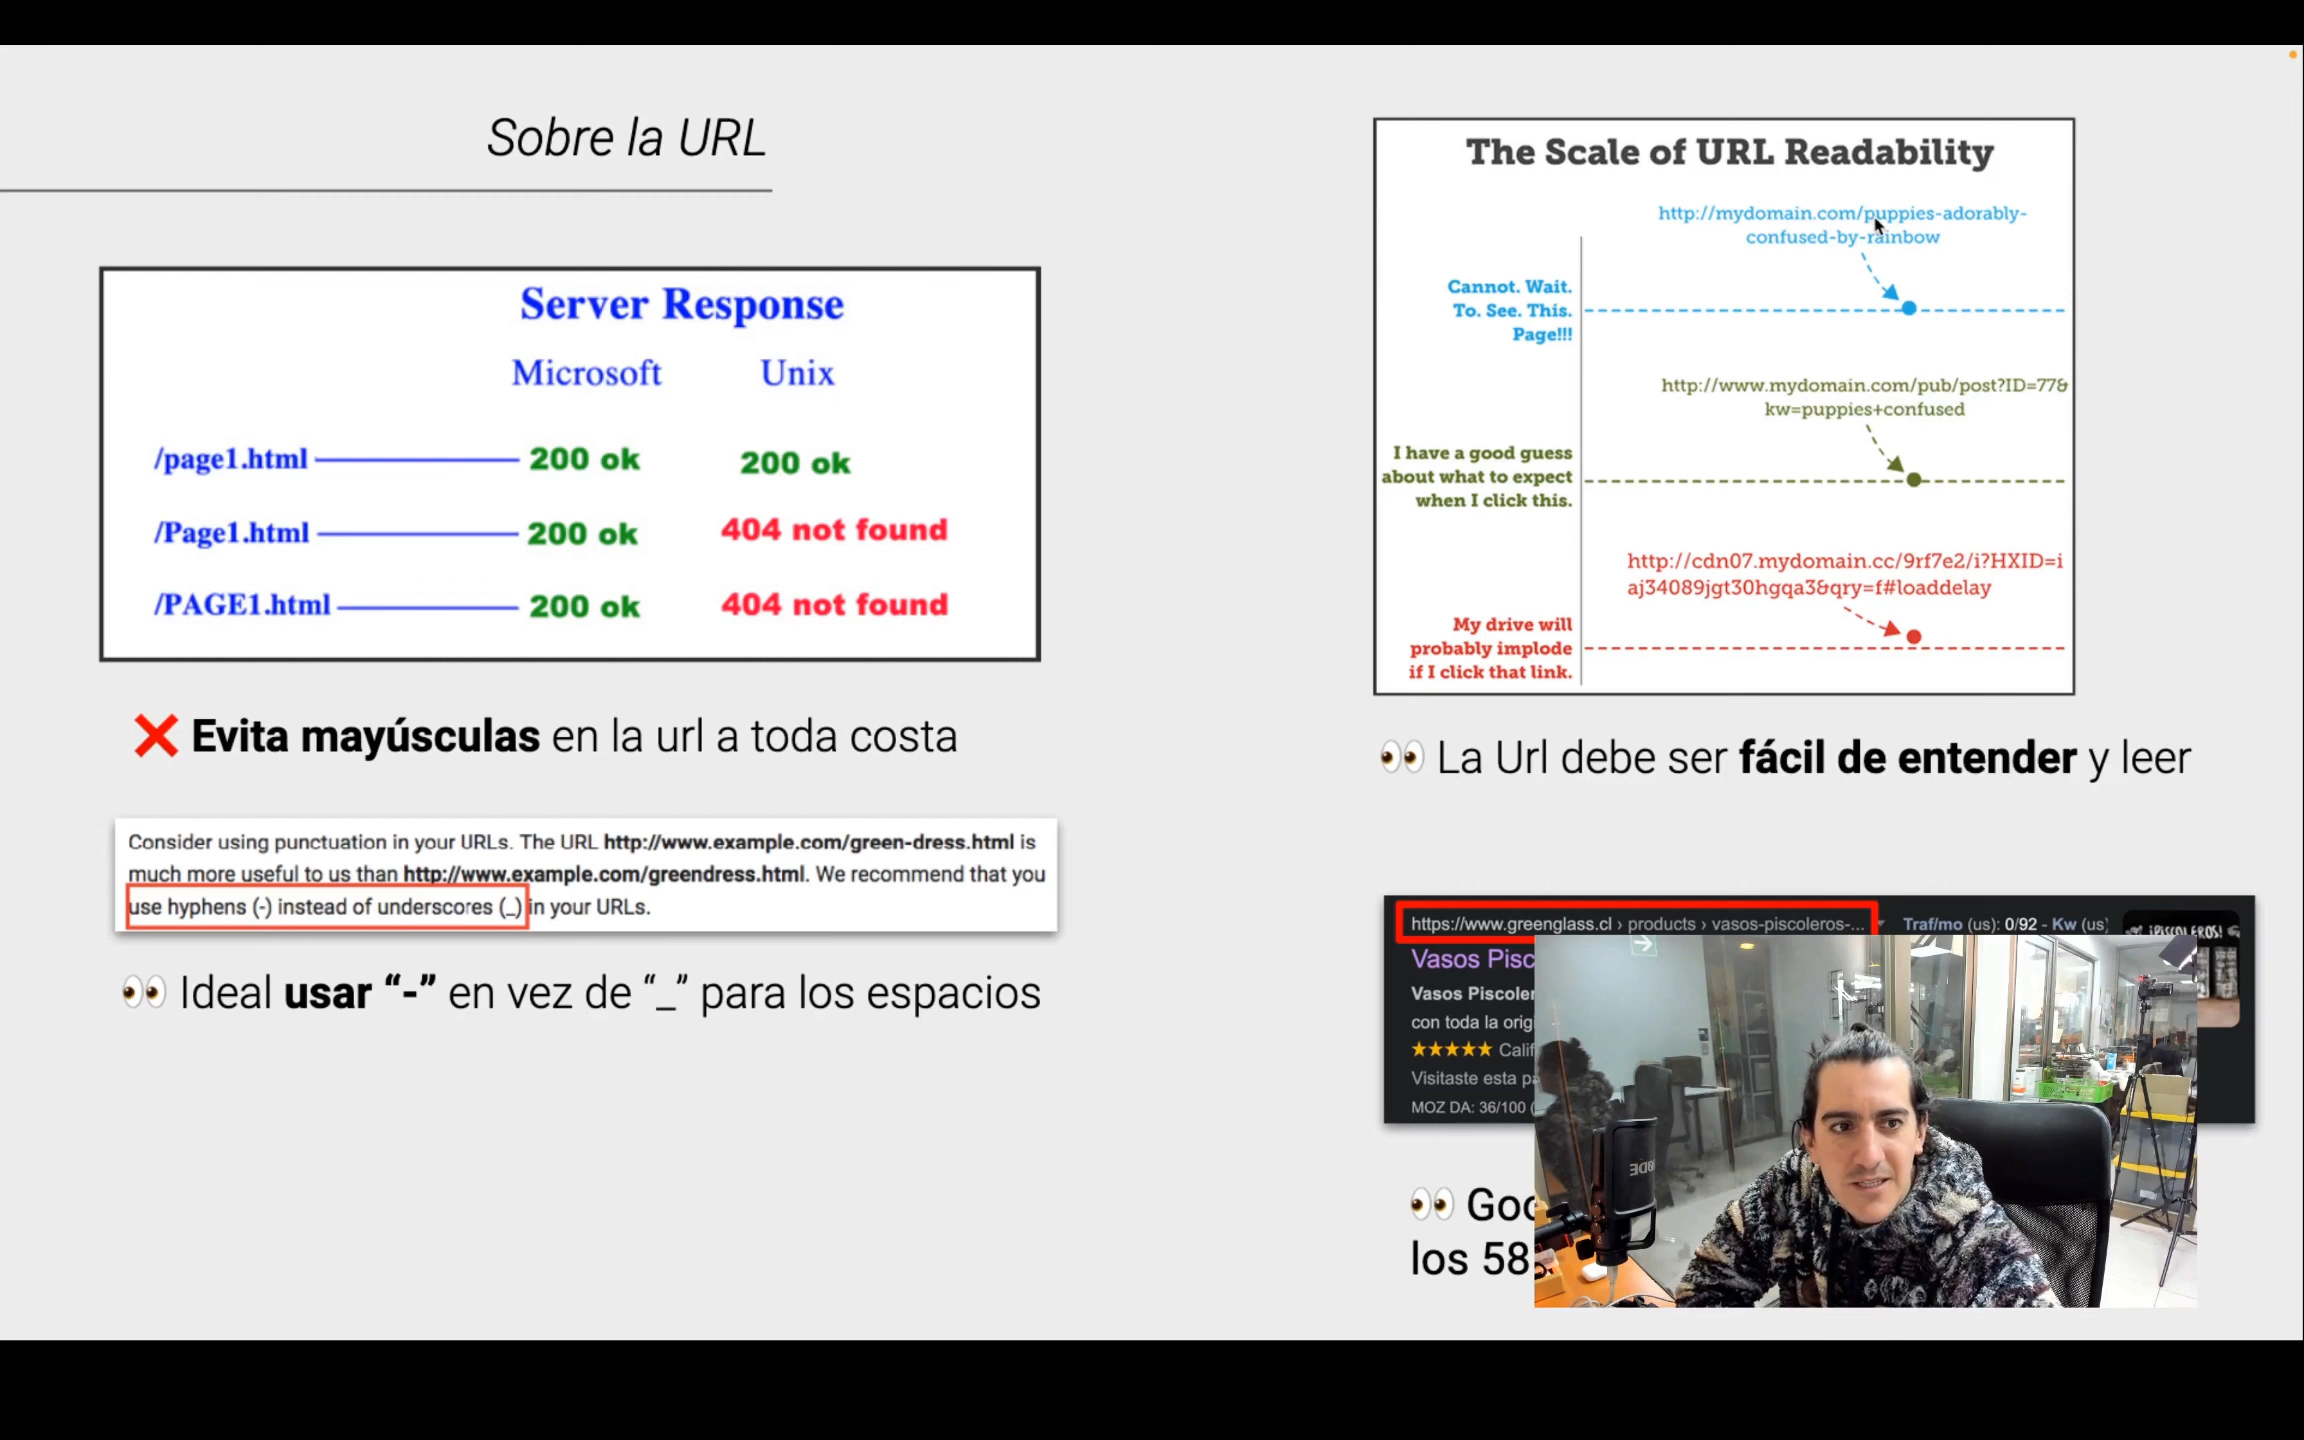 Sobre la URL
Server Response
Microsoft Unix
/page1.html 200 ok 200 ok
/Page1.html 200 ok 404 not found
/PAGE1.html 200 ok 404 not found
❌ Evita mayúsculas en la url a toda costa
Consider using punctuation in your URLs. The URL http://www.example.com/green-dress.html is
much more useful to us than http://www.example.com/greendress.html. We recommend that you
use hyphens (-) instead of underscores (_) in your URLs.
👀 Ideal usar “-” en vez de “_” para los espacios
The Scale of URL Readability
http://mydomain.com/puppies-adorably-
confused-by-rainbow
Cannot. Wait.
To. See. This.
Page!!!
http://www.mydomain.com/pub/post?ID=77&
kw=puppies+confused
I have a good guess
about what to expect
when I click this.
http://cdn07.mydomain.cc/9rf7e2/i?HXID=i
aj34089jgt30hgqa3&qry=f#loaddelay
My drive will
probably implode
if I click that link.
👀 La Url debe ser fácil de entender y leer
https://www.greenglass.cl › products › vasos-piscoleros-... Traf/mo (us): 0/92 - Kw (us)
¡PISCOLEROS!
Vasos
Vasos
con toda la
★★★★★
Visitaste esta
MOZ DA: 36/100
RODE
👀
los 58